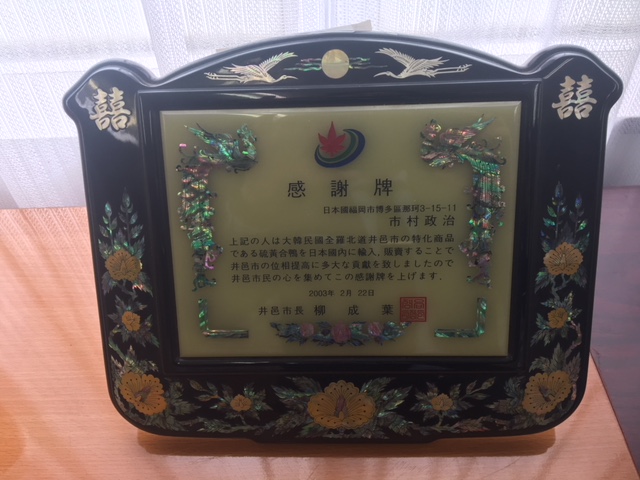 囍
囍
感謝牌
日本國福岡市博多區堅粕3-15-11
市村政治
上記の人は大韓民國全羅北道井邑市の特化商品
である硫黃合鴨を日本國內に輸入、販賣することで
井邑市の位相提高に多大な貢獻を致しましたので
井邑市民の心を集めてこの感謝牌を上げます.
2003年 2月 22日
井邑市長 柳成葉